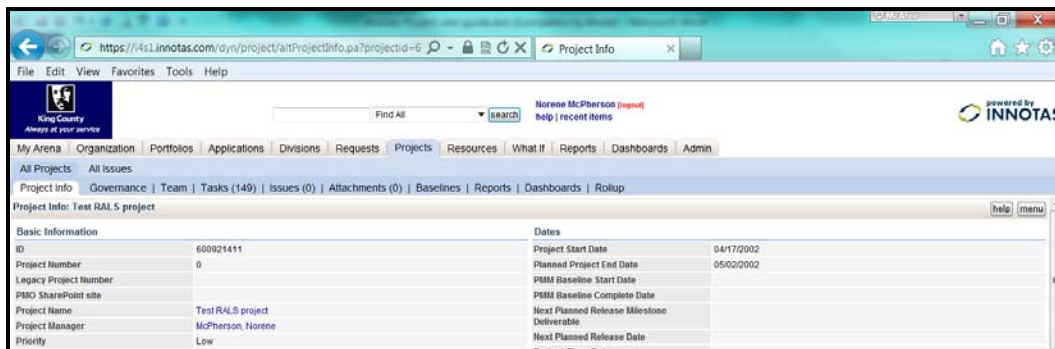 McAfee
https://i4s1.innotas.com/dyn/project/aitProjectInfo.pa?projectid=6
Project Info
File Edit View Favorites Tools Help
King County
Always at your service
Find All
search
Norene McPherson [logout]
help | recent items
powered by
INNOTAS
My Arena Organization Portfolios Applications Divisions Requests Projects Resources What If Reports Dashboards Admin
All Projects All Issues
Project Info Governance | Team | Tasks (149) | Issues (0) | Attachments (0) | Baselines | Reports | Dashboards | Rollup
Project Info: Test RALS project
help menu
Basic Information
ID 600921411
Project Number 0
Legacy Project Number
PMO SharePoint site
Project Name Test RALS project
Project Manager McPherson, Norene
Priority Low
Dates
Project Start Date 04/17/2002
Planned Project End Date 05/02/2002
PMM Baseline Start Date
PMM Baseline Complete Date
Next Planned Release Milestone
Deliverable
Next Planned Release Date